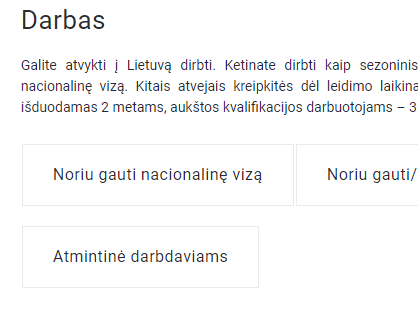 Darbas
Galite atvykti į Lietuvą dirbti. Ketinate dirbti kaip sezoninis
nacionalinę vizą. Kitais atvejais kreipkitės dėl leidimo laikina
išduodamas 2 metams, aukštos kvalifikacijos darbuotojams – 3
Noriu gauti nacionalinę vizą
Noriu gauti/
Atmintinė darbdaviams